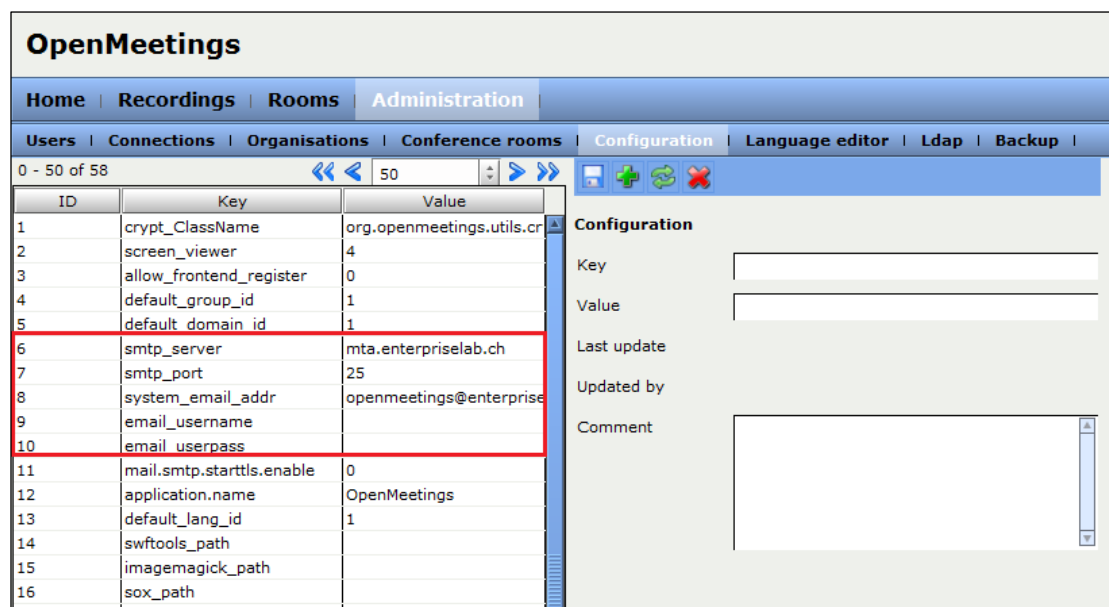 OpenMeetings
Home | Recordings | Rooms | Administration |
Users | Connections | Organisations | Conference rooms | Configuration | Language editor | Ldap | Backup |
0 - 50 of 58 50
ID Key Value
1 crypt_ClassName org.openmeetings.utils.cr
2 screen_viewer 4
3 allow_frontend_register 0
4 default_group_id 1
5 default_domain_id 1
6 smtp_server mta.enterpriselab.ch
7 smtp_port 25
8 system_email_addr openmeetings@enterprise
9 email_username
10 email_userpass
11 mail.smtp.starttls.enable 0
12 application.name OpenMeetings
13 default_lang_id 1
14 swftools_path
15 imagemagick_path
16 sox_path
Configuration
Key
Value
Last update
Updated by
Comment